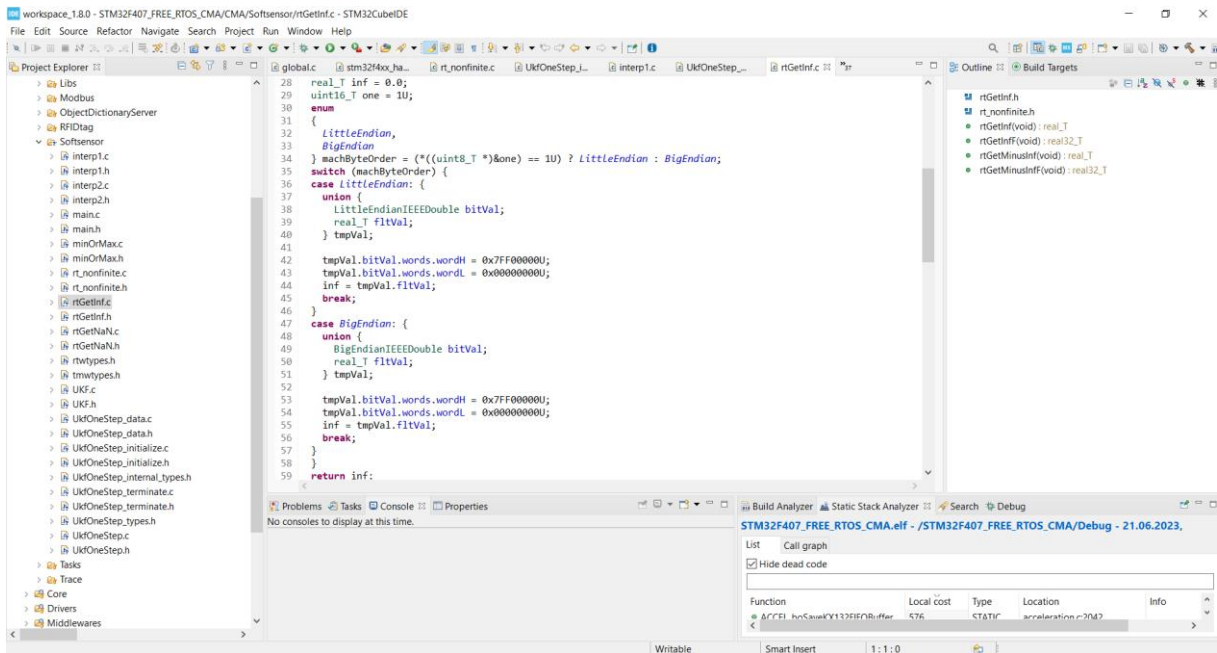 workspace_1.8.0 - STM32F407_FREE_RTOS_CMA/CMA/Softsensor/rtGetInf.c - STM32CubeIDE
File Edit Source Refactor Navigate Search Project Run Window Help
Project Explorer
Libs
Modbus
ObjectDictionaryServer
RFIDtag
Softsensor
interp1.c
interp1.h
interp2.c
interp2.h
main.c
main.h
minOrMax.c
minOrMax.h
rt_nonfinite.c
rt_nonfinite.h
rtGetInf.c
rtGetInf.h
rtGetNaN.c
rtGetNaN.h
rtwtypes.h
tmwtypes.h
UKF.c
UKF.h
UkfOneStep_data.c
UkfOneStep_data.h
UkfOneStep_initialize.c
UkfOneStep_initialize.h
UkfOneStep_internal_types.h
UkfOneStep_terminate.c
UkfOneStep_terminate.h
UkfOneStep_types.h
UkfOneStep.c
UkfOneStep.h
Tasks
Trace
Core
Drivers
Middlewares
global.c stm32f4xx_ha... rt_nonfinite.c UkfOneStep_i... interp1.c UkfOneStep_... rtGetInf.c
28 real_T inf = 0.0;
29 uint16_T one = 1U;
30 enum
31 {
32 LittleEndian,
33 BigEndian
34 } machByteOrder = (*((uint8_T *)&one) == 1U) ? LittleEndian : BigEndian;
35 switch (machByteOrder) {
36 case LittleEndian: {
37 union {
38 LittleEndianIEEEDouble bitVal;
39 real_T fltVal;
40 } tmpVal;
41
42 tmpVal.bitVal.words.wordH = 0x7FF00000U;
43 tmpVal.bitVal.words.wordL = 0x00000000U;
44 inf = tmpVal.fltVal;
45 break;
46 }
47 case BigEndian: {
48 union {
49 BigEndianIEEEDouble bitVal;
50 real_T fltVal;
51 } tmpVal;
52
53 tmpVal.bitVal.words.wordH = 0x7FF00000U;
54 tmpVal.bitVal.words.wordL = 0x00000000U;
55 inf = tmpVal.fltVal;
56 break;
57 }
58 }
59 return inf;
Outline Build Targets
rtGetInf.h
rt_nonfinite.h
rtGetInf(void) : real_T
rtGetInfF(void) : real32_T
rtGetMinusInf(void) : real_T
rtGetMinusInfF(void) : real32_T
Problems Tasks Console Properties
No consoles to display at this time.
Build Analyzer Static Stack Analyzer Search Debug
STM32F407_FREE_RTOS_CMA.elf - /STM32F407_FREE_RTOS_CMA/Debug - 21.06.2023,
List Call graph
Hide dead code
Function Local cost Type Location Info
576 STATIC acceleration.c:2042
Writable Smart Insert 1 : 1 : 0